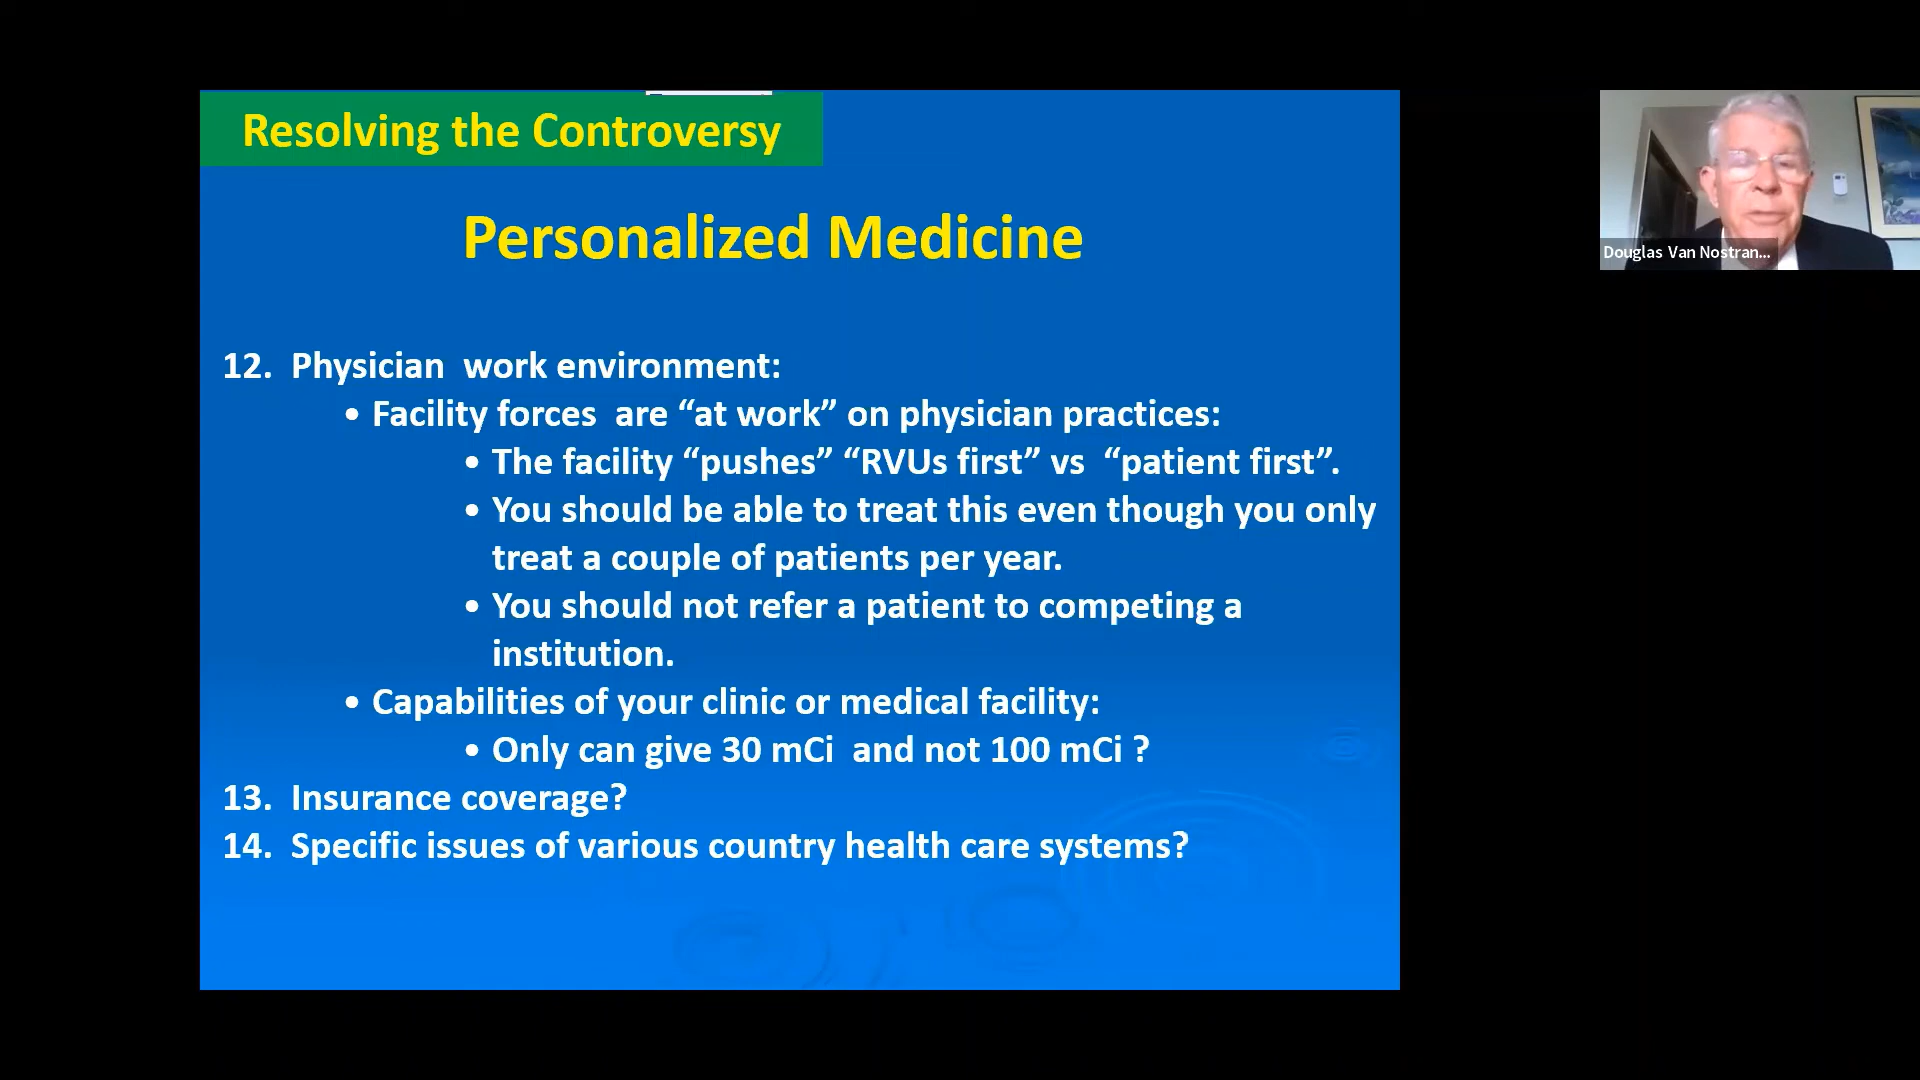 Resolving the Controversy
Personalized Medicine
12. Physician work environment:
• Facility forces are “at work” on physician practices:
• The facility “pushes” “RVUs first” vs “patient first”.
• You should be able to treat this even though you only
treat a couple of patients per year.
• You should not refer a patient to competing a
institution.
• Capabilities of your clinic or medical facility:
• Only can give 30 mCi and not 100 mCi ?
13. Insurance coverage?
14. Specific issues of various country health care systems?
Douglas Van Nostran...